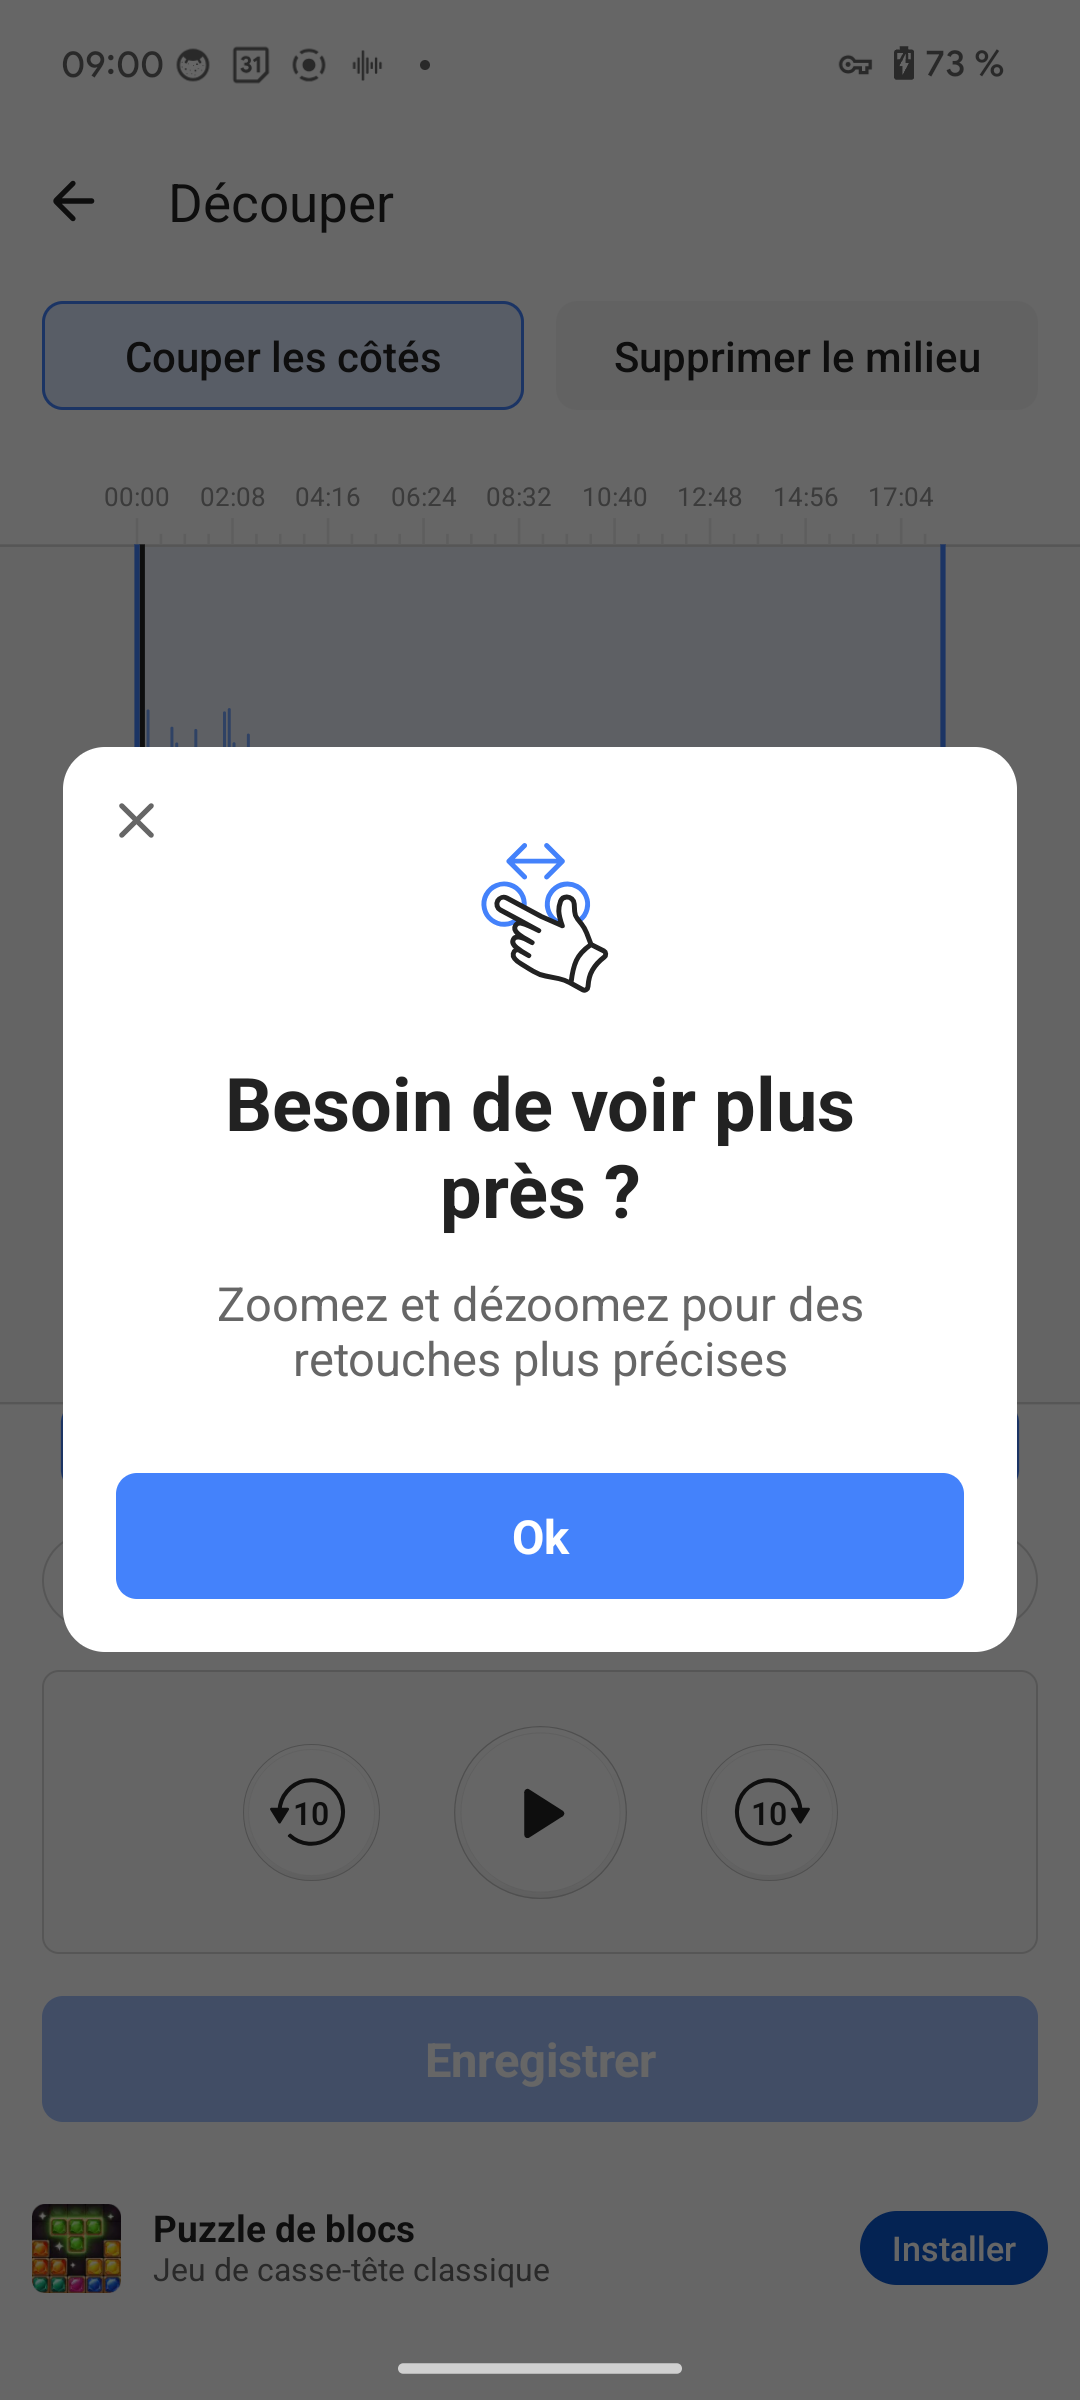 09:00
31
73 %
Découper
Couper les côtés
Supprimer le milieu
00:00 02:08 04:16 06:24 08:32 10:40 12:48 14:56 17:04
Besoin de voir plus
près ?
Zoomez et dézoomez pour des
retouches plus précises
Ok
10
10
Enregistrer
Puzzle de blocs
Jeu de casse-tête classique
Installer